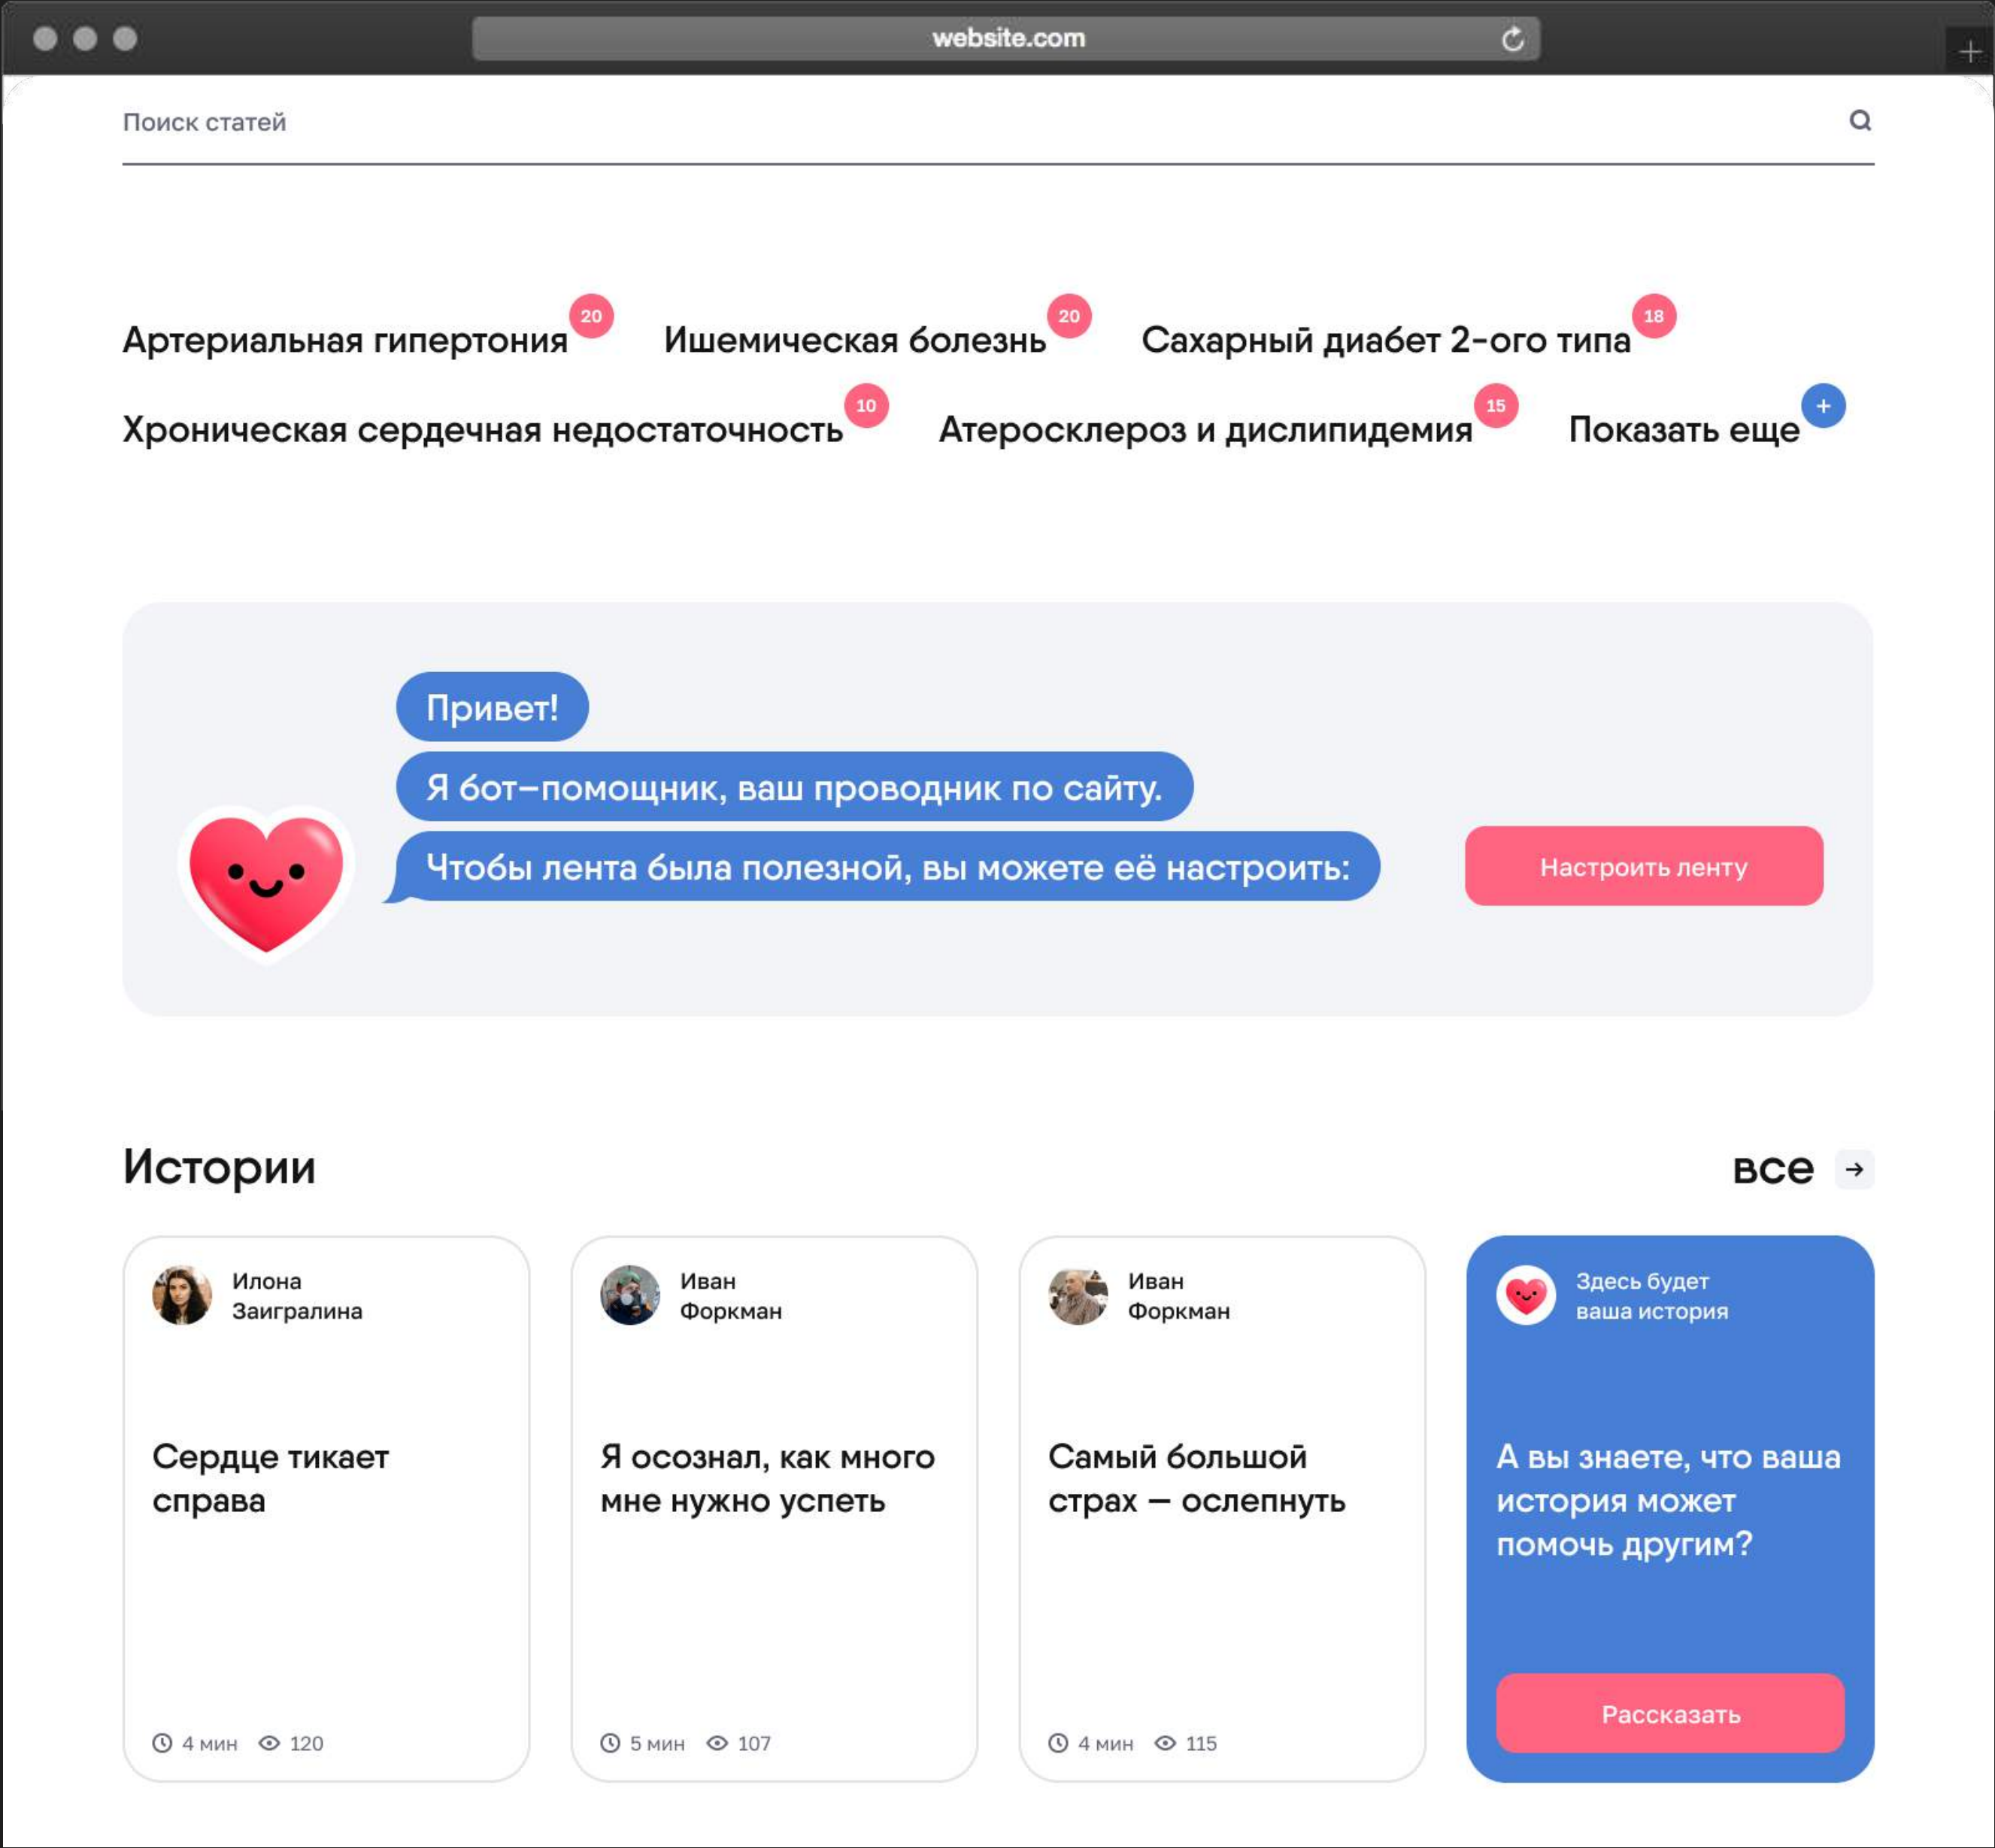 website.com
Поиск статей
Артериальная гипертония 20 Ишемическая болезнь 20 Сахарный диабет 2-ого типа 18
Хроническая сердечная недостаточность 10 Атеросклероз и дислипидемия 15 Показать еще +
Привет!
Я бот–помощник, ваш проводник по сайту.
Чтобы лента была полезной, вы можете её настроить:
Настроить ленту
Истории
все →
Илона
Заигралина
Сердце тикает
справа
4 мин 120
Иван
Форкман
Я осознал, как много
мне нужно успеть
5 мин 107
Иван
Форкман
Самый большой
страх — ослепнуть
4 мин 115
Здесь будет
ваша история
А вы знаете, что ваша
история может
помочь другим?
Рассказать